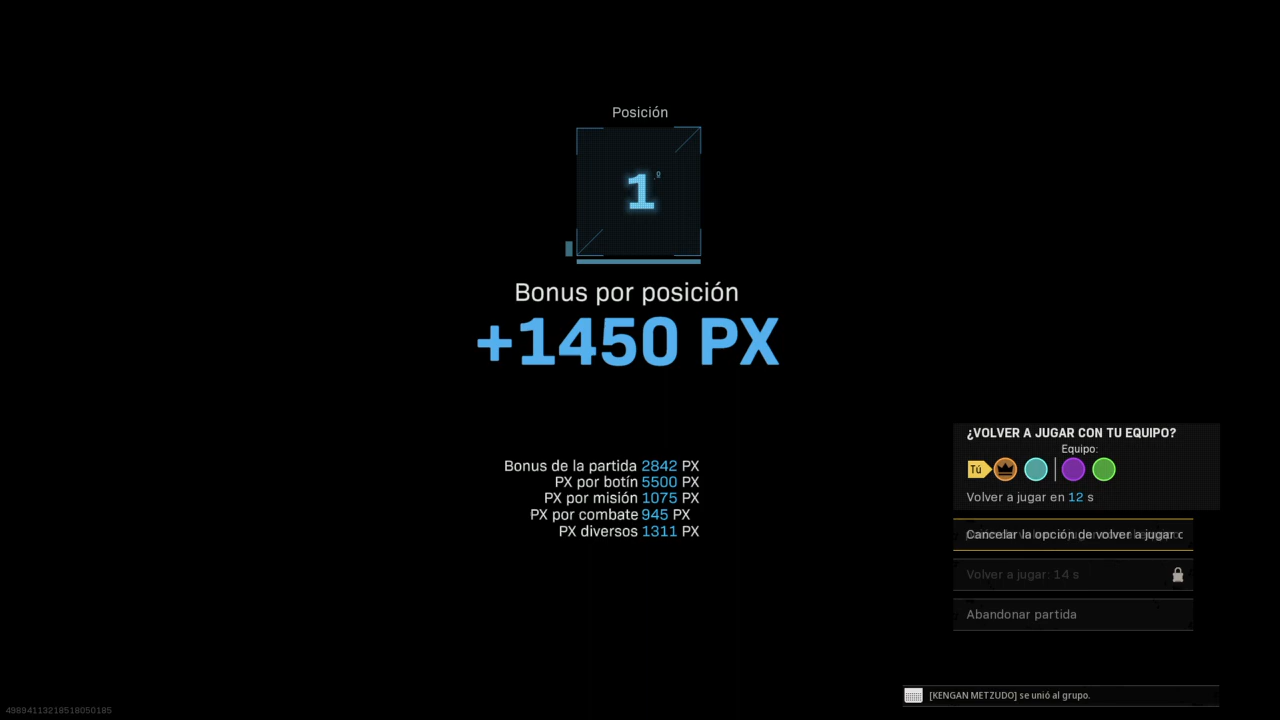 Posición
1º
Bonus por posición
+1450 PX
Bonus de la partida 2842 PX
PX por botín 5500 PX
PX por misión 1075 PX
PX por combate 945 PX
PX diversos 1311 PX
¿VOLVER A JUGAR CON TU EQUIPO?
Equipo:
Tú
Volver a jugar en 12 s
Cancelar la opción de volver a jugar c
Volver a jugar: 14 s
Abandonar partida
[KENGAN METZUDO] se unió al grupo.
49894113218518050185